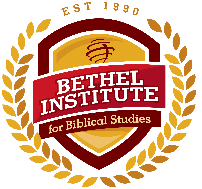 EST 1990
BETHEL
INSTITUTE
for Biblical Studies